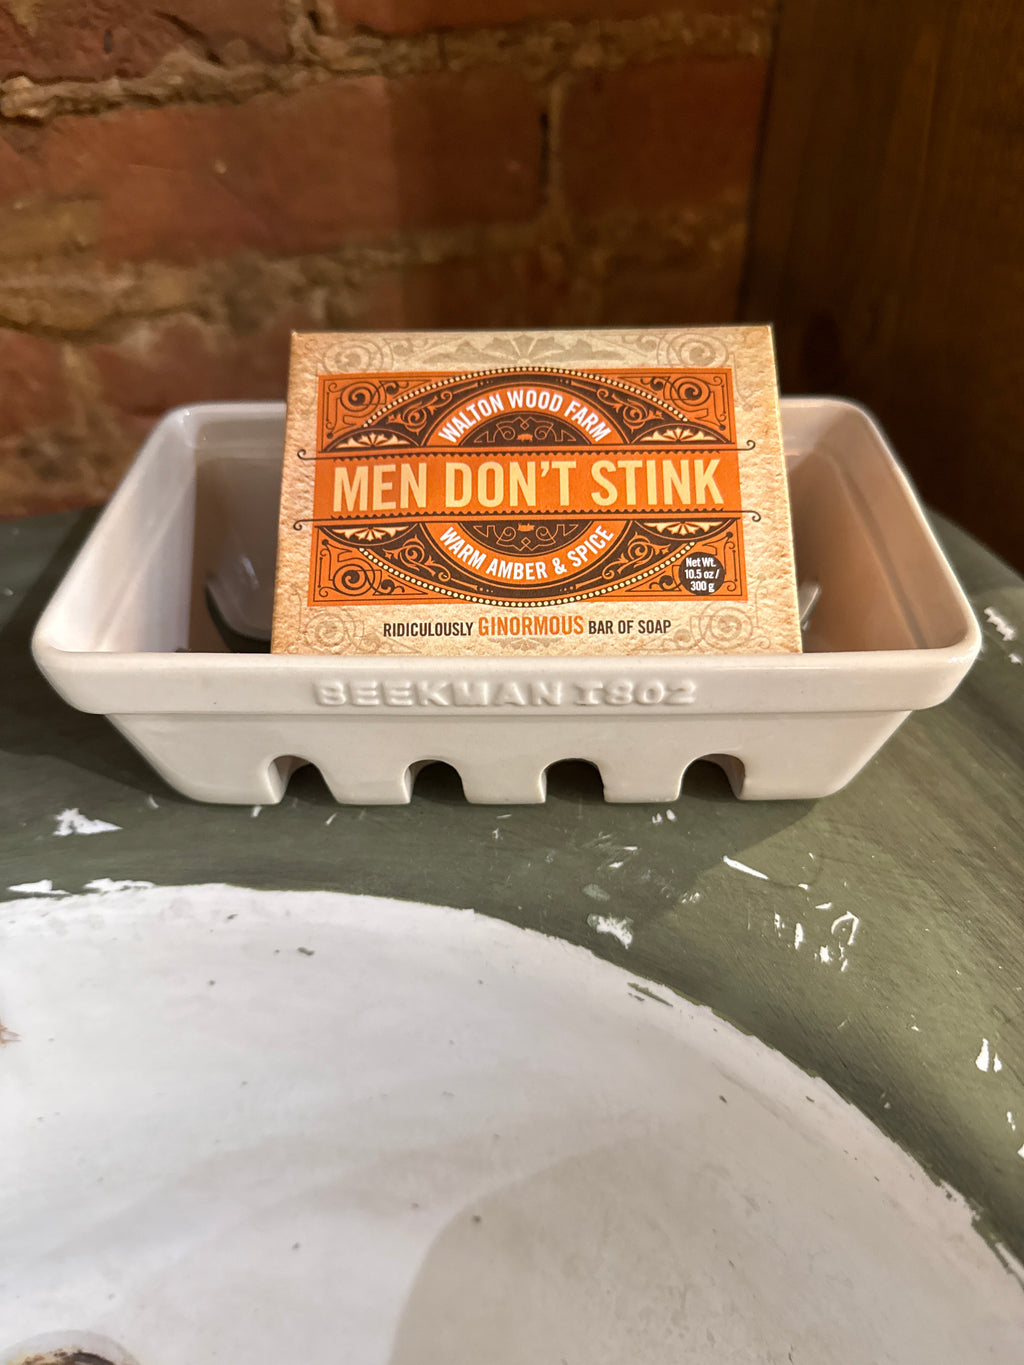 WALTON WOOD FARM
MEN DON'T STINK
WARM AMBER & SPICE
Net Wt.
10.5 oz /
300 g
RIDICULOUSLY GINORMOUS BAR OF SOAP
BEEKMAN 1802